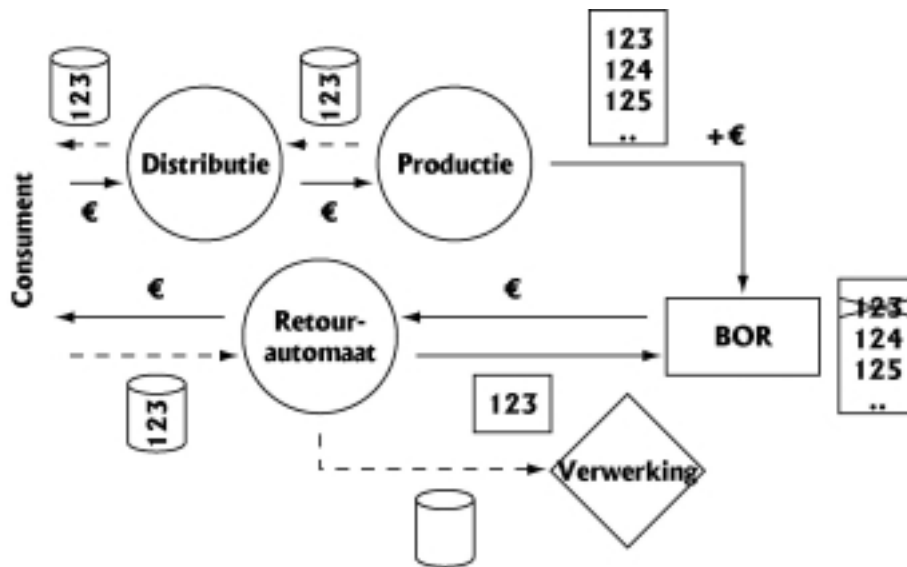 123
124
125
..
123
123
+€
Distributie
Productie
€
€
Consument
€
€
Retour-
automaat
BOR
123
124
125
..
123
123
Verwerking